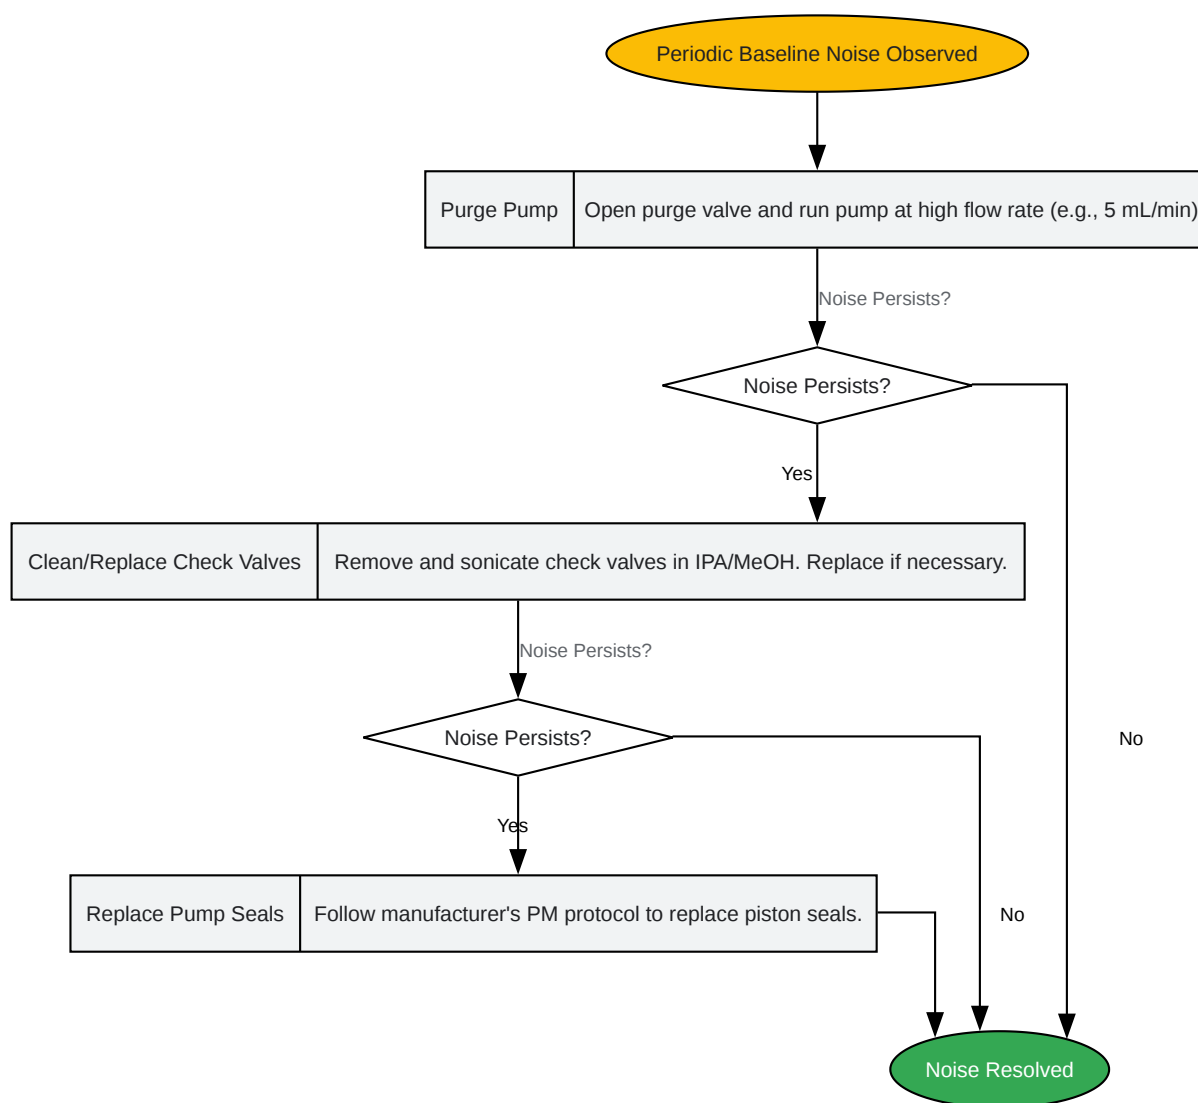 Periodic Baseline Noise Observed
Purge Pump
Open purge valve and run pump at high flow rate (e.g., 5 mL/min)
Noise Persists?
Noise Persists?
Yes
Clean/Replace Check Valves
Remove and sonicate check valves in IPA/MeOH. Replace if necessary.
Noise Persists?
Noise Persists?
No
Yes
Replace Pump Seals
Follow manufacturer's PM protocol to replace piston seals.
No
Noise Resolved